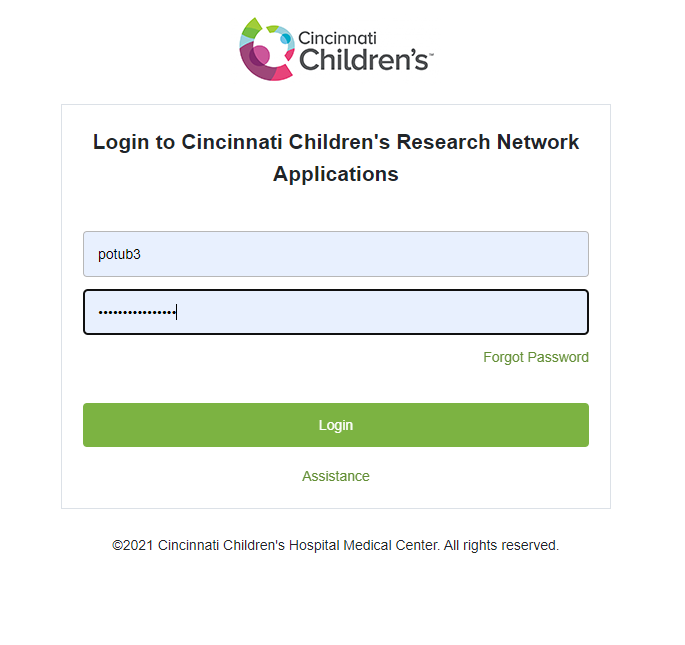 Cincinnati
Children's™
Login to Cincinnati Children's Research Network
Applications
potub3
••••••••••••••••
Forgot Password
Login
Assistance
©2021 Cincinnati Children's Hospital Medical Center. All rights reserved.